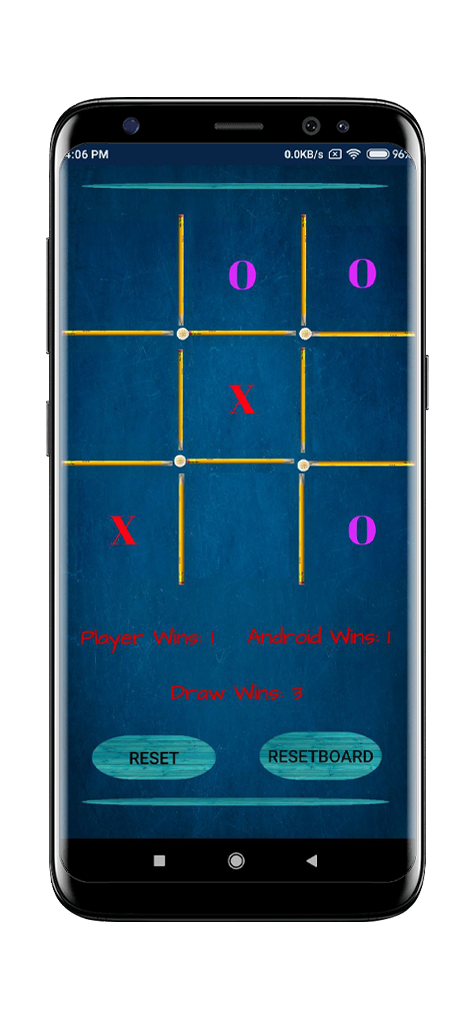 4:06 PM 0.0KB/s 96%
O O
X
X O
Player Wins: 1 Android Wins: 1
Draw Wins: 3
RESET RESETBOARD